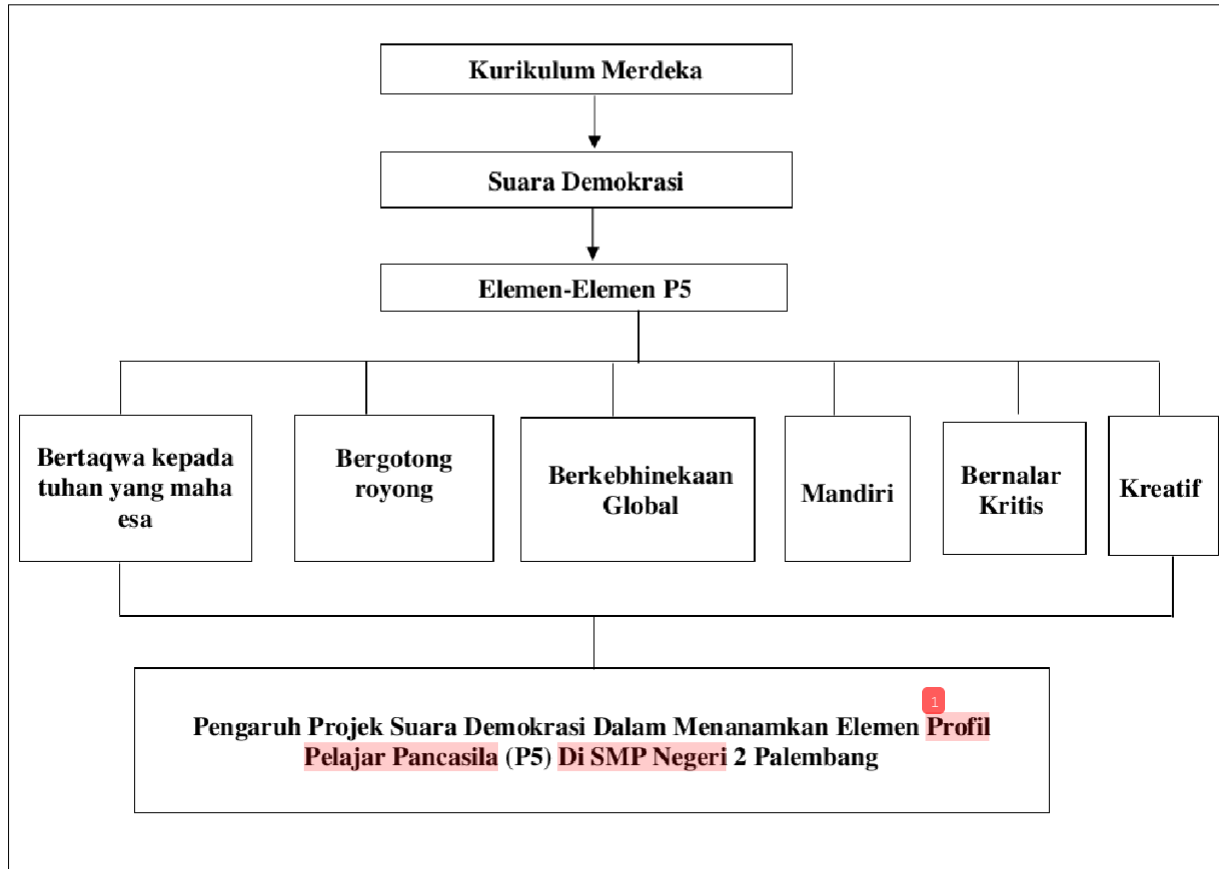 Kurikulum Merdeka
Suara Demokrasi
Elemen-Elemen P5
Bertaqwa kepada
tuhan yang maha
esa
Bergotong
royong
Berkebhinekaan
Global
Mandiri
Bernalar
Kritis
Kreatif
1
Pengaruh Projek Suara Demokrasi Dalam Menanamkan Elemen Profil
Pelajar Pancasila (P5) Di SMP Negeri 2 Palembang